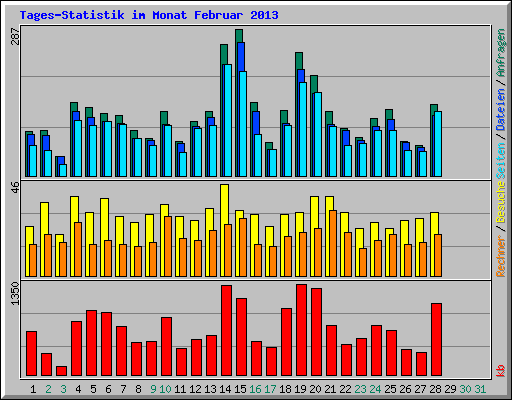 Tages-Statistik im Monat Februar 2013
287
46
1350
Rechner / Besuche Seiten / Dateien / Anfragen
kb
1 2 3 4 5 6 7 8 9 10 11 12 13 14 15 16 17 18 19 20 21 22 23 24 25 26 27 28 29 30 31